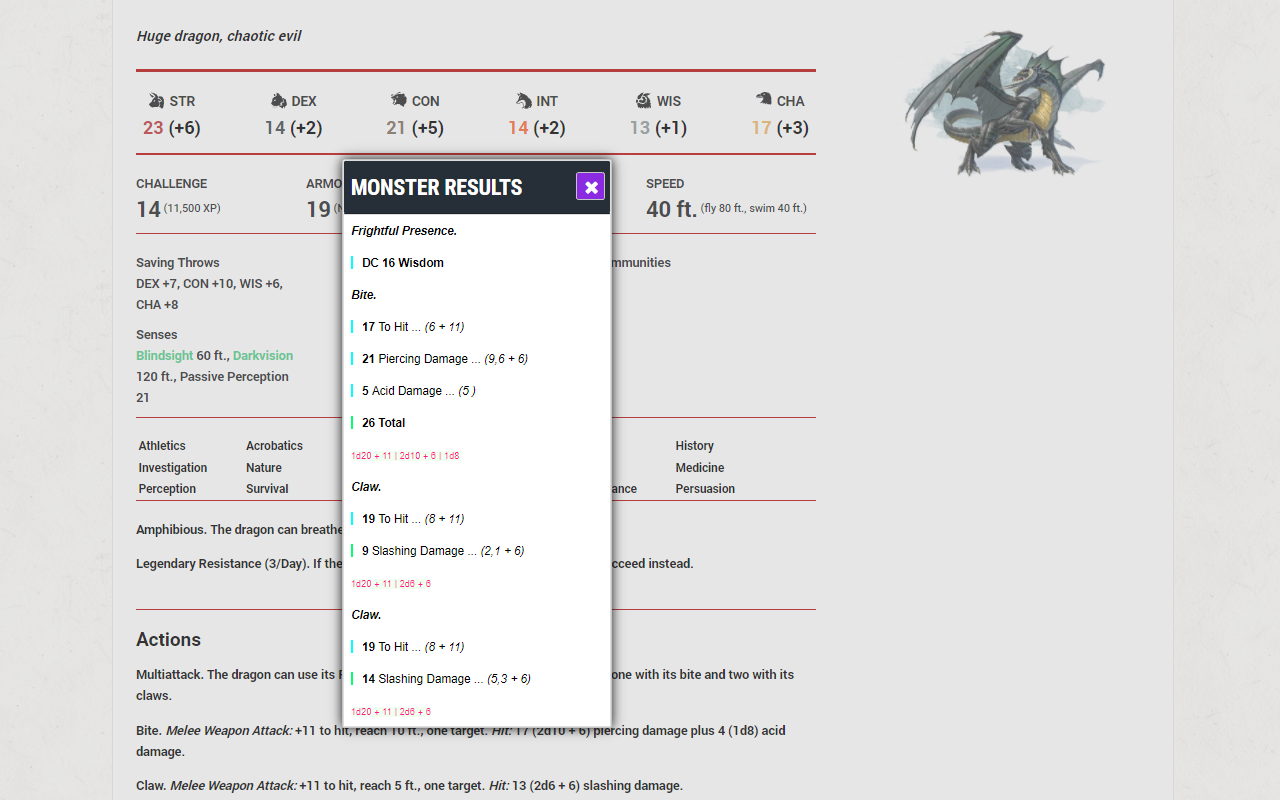 Huge dragon, chaotic evil
STR DEX CON INT WIS CHA
23 (+6) 14 (+2) 21 (+5) 14 (+2) 13 (+1) 17 (+3)
CHALLENGE
14 (11,500 XP)
ARMO
19
SPEED
40 ft. (fly 80 ft., swim 40 ft.)
Saving Throws
DEX +7, CON +10, WIS +6,
CHA +8
mmunities
Senses
Blindsight 60 ft., Darkvision
120 ft., Passive Perception
21
Athletics Acrobatics History
Investigation Nature Medicine
Perception Survival ance Persuasion
Amphibious. The dragon can breathe
Legendary Resistance (3/Day). If the cceed instead.
Actions
Multiattack. The dragon can use its one with its bite and two with its
claws.
Bite. Melee Weapon Attack: +11 to hit, reach 10 ft., one target. Hit: 17 (2d10 + 6) piercing damage plus 4 (1d8) acid
damage.
Claw. Melee Weapon Attack: +11 to hit, reach 5 ft., one target. Hit: 13 (2d6 + 6) slashing damage.
MONSTER RESULTS
Frightful Presence.
DC 16 Wisdom
Bite.
17 To Hit ... (6 + 11)
21 Piercing Damage ... (9,6 + 6)
5 Acid Damage ... (5 )
26 Total
1d20 + 11 | 2d10 + 6 | 1d8
Claw.
19 To Hit ... (8 + 11)
9 Slashing Damage ... (2,1 + 6)
1d20 + 11 | 2d6 + 6
Claw.
19 To Hit ... (8 + 11)
14 Slashing Damage ... (5,3 + 6)
1d20 + 11 | 2d6 + 6